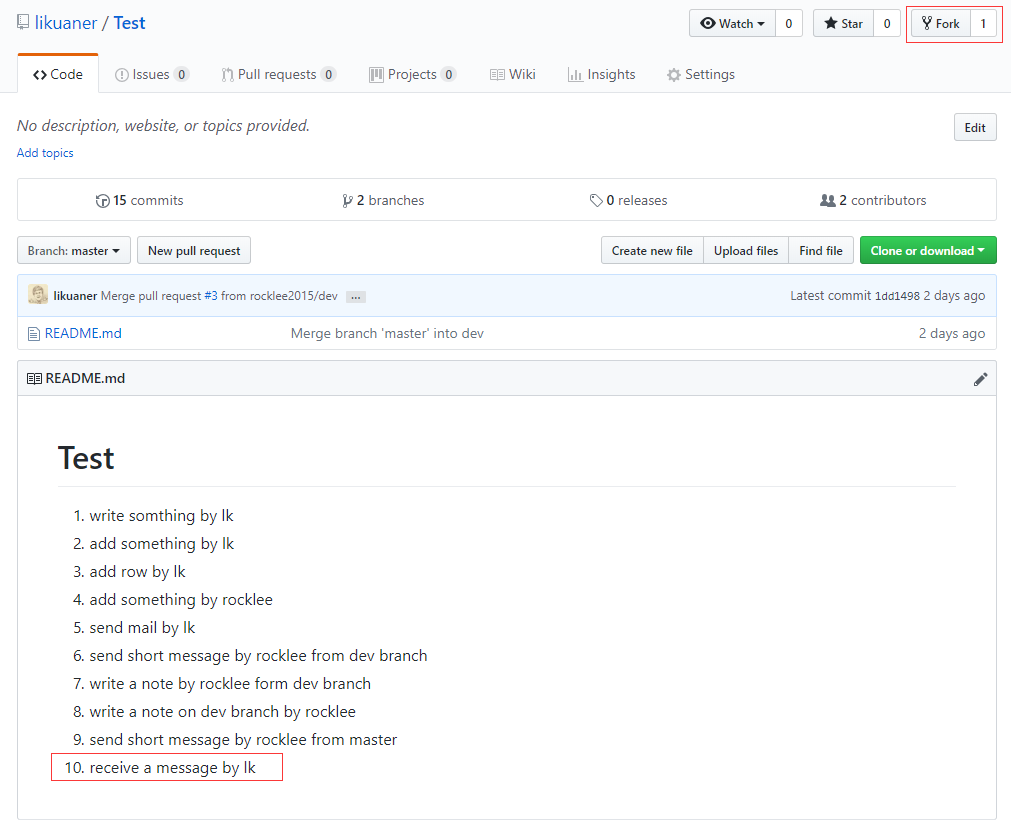 likuaner / Test Watch 0 Star 0 Fork 1
Code Issues 0 Pull requests 0 Projects 0 Wiki Insights Settings
No description, website, or topics provided. Edit
Add topics
15 commits 2 branches 0 releases 2 contributors
Branch: master New pull request Create new file Upload files Find file Clone or download
likuaner Merge pull request #3 from rocklee2015/dev ... Latest commit 1dd1498 2 days ago
README.md Merge branch 'master' into dev 2 days ago
README.md
Test
1. write somthing by lk
2. add something by lk
3. add row by lk
4. add something by rocklee
5. send mail by lk
6. send short message by rocklee from dev branch
7. write a note by rocklee form dev branch
8. write a note on dev branch by rocklee
9. send short message by rocklee from master
10. receive a message by lk